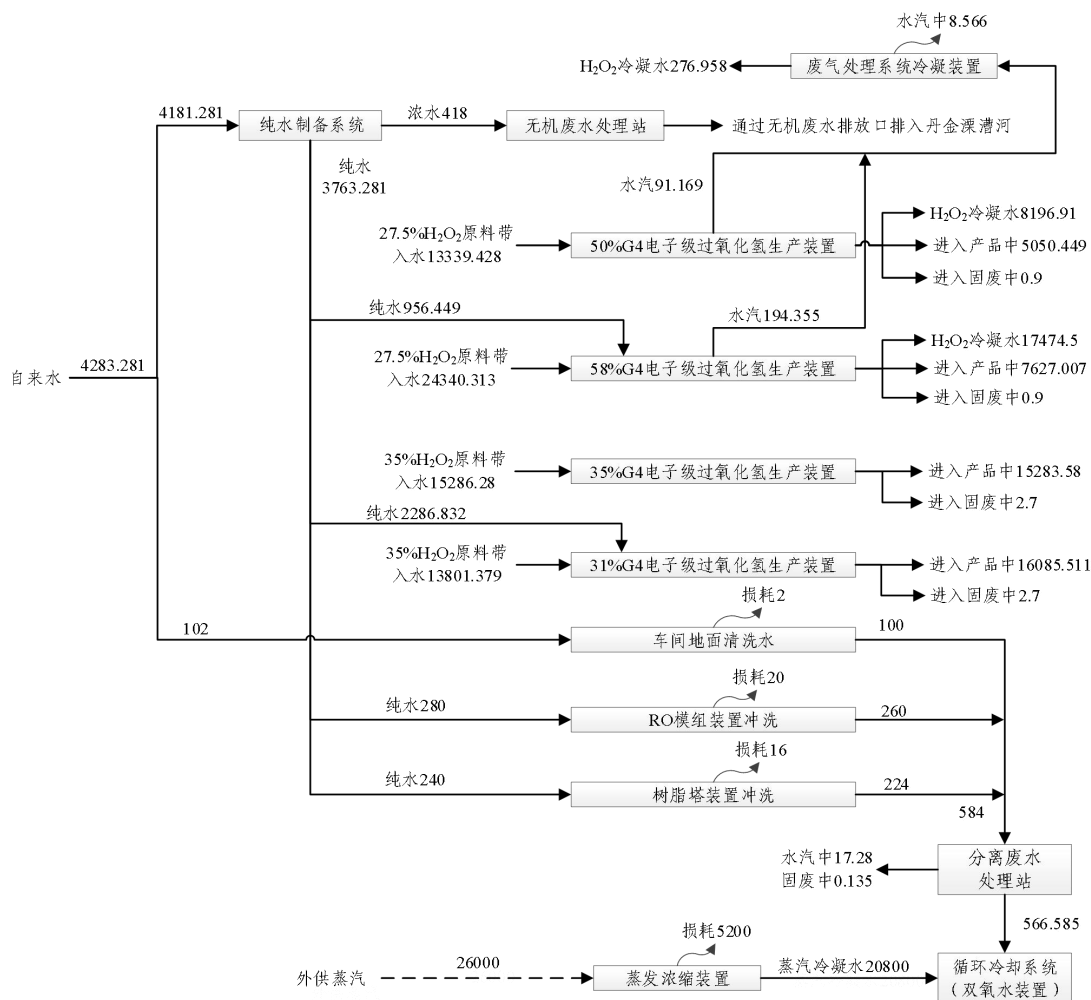 水汽中8.566
H₂O₂冷凝水276.958
废气处理系统冷凝装置
4181.281
纯水制备系统
浓水418
无机废水处理站
通过无机废水排放口排入丹金溧漕河
纯水
3763.281
水汽91.169
27.5%H₂O₂原料带
入水13339.428
50%G4电子级过氧化氢生产装置
H₂O₂冷凝水8196.91
进入产品中5050.449
进入固废中0.9
纯水956.449
水汽194.355
27.5%H₂O₂原料带
入水24340.313
58%G4电子级过氧化氢生产装置
H₂O₂冷凝水17474.5
进入产品中7627.007
进入固废中0.9
自来水
4283.281
35%H₂O₂原料带
入水15286.28
35%G4电子级过氧化氢生产装置
进入产品中15283.58
进入固废中2.7
纯水2286.832
35%H₂O₂原料带
入水13801.379
31%G4电子级过氧化氢生产装置
进入产品中16085.511
进入固废中2.7
102
损耗2
车间地面清洗水
100
纯水280
损耗20
RO模组装置冲洗
260
纯水240
损耗16
树脂塔装置冲洗
224
584
水汽中17.28
固废中0.135
分离废水
处理站
566.585
外供蒸汽
26000
损耗5200
蒸发浓缩装置
蒸汽冷凝水20800
循环冷却系统
（双氧水装置）